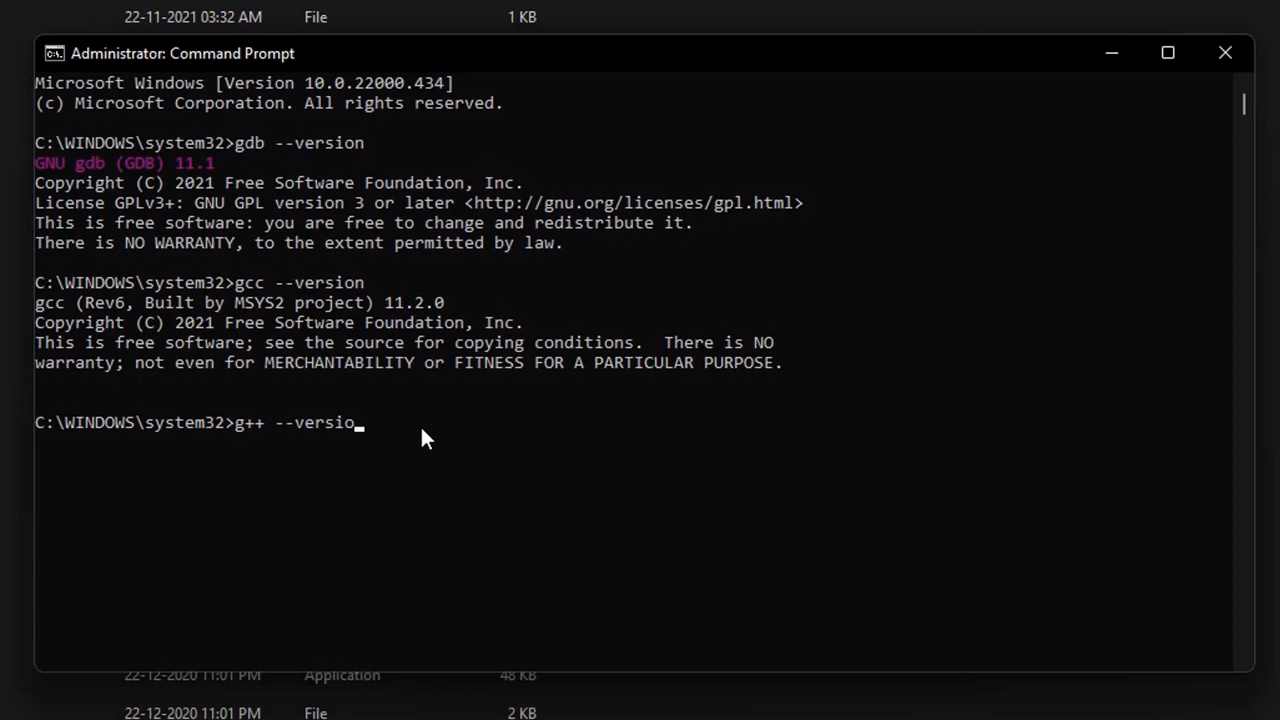 22-11-2021 03:32 AM File 1 KB
Administrator: Command Prompt
Microsoft Windows [Version 10.0.22000.434]
(c) Microsoft Corporation. All rights reserved.
C:\WINDOWS\system32>gdb --version
GNU gdb (GDB) 11.1
Copyright (C) 2021 Free Software Foundation, Inc.
License GPLv3+: GNU GPL version 3 or later <http://gnu.org/licenses/gpl.html>
This is free software: you are free to change and redistribute it.
There is NO WARRANTY, to the extent permitted by law.
C:\WINDOWS\system32>gcc --version
gcc (Rev6, Built by MSYS2 project) 11.2.0
Copyright (C) 2021 Free Software Foundation, Inc.
This is free software; see the source for copying conditions.  There is NO
warranty; not even for MERCHANTABILITY or FITNESS FOR A PARTICULAR PURPOSE.
C:\WINDOWS\system32>g++ --versio
22-12-2020 11:01 PM Application 48 KB
22-12-2020 11:01 PM File 2 KB